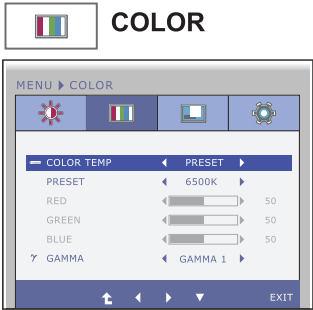 COLOR
MENU COLOR
COLOR TEMP PRESET
PRESET 6500K
RED 50
GREEN 50
BLUE 50
γ GAMMA GAMMA 1
EXIT